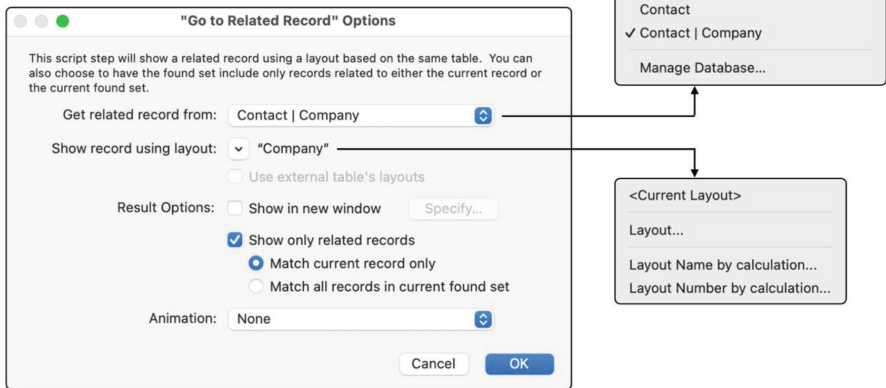 "Go to Related Record" Options
This script step will show a related record using a layout based on the same table. You can
also choose to have the found set include only records related to either the current record or
the current found set.
Get related record from: Contact | Company
Show record using layout: “Company”
Use external table's layouts
Result Options: Show in new window Specify...
Show only related records
Match current record only
Match all records in current found set
Animation: None
Cancel OK
Contact
✓ Contact | Company
Manage Database...
<Current Layout>
Layout...
Layout Name by calculation...
Layout Number by calculation...